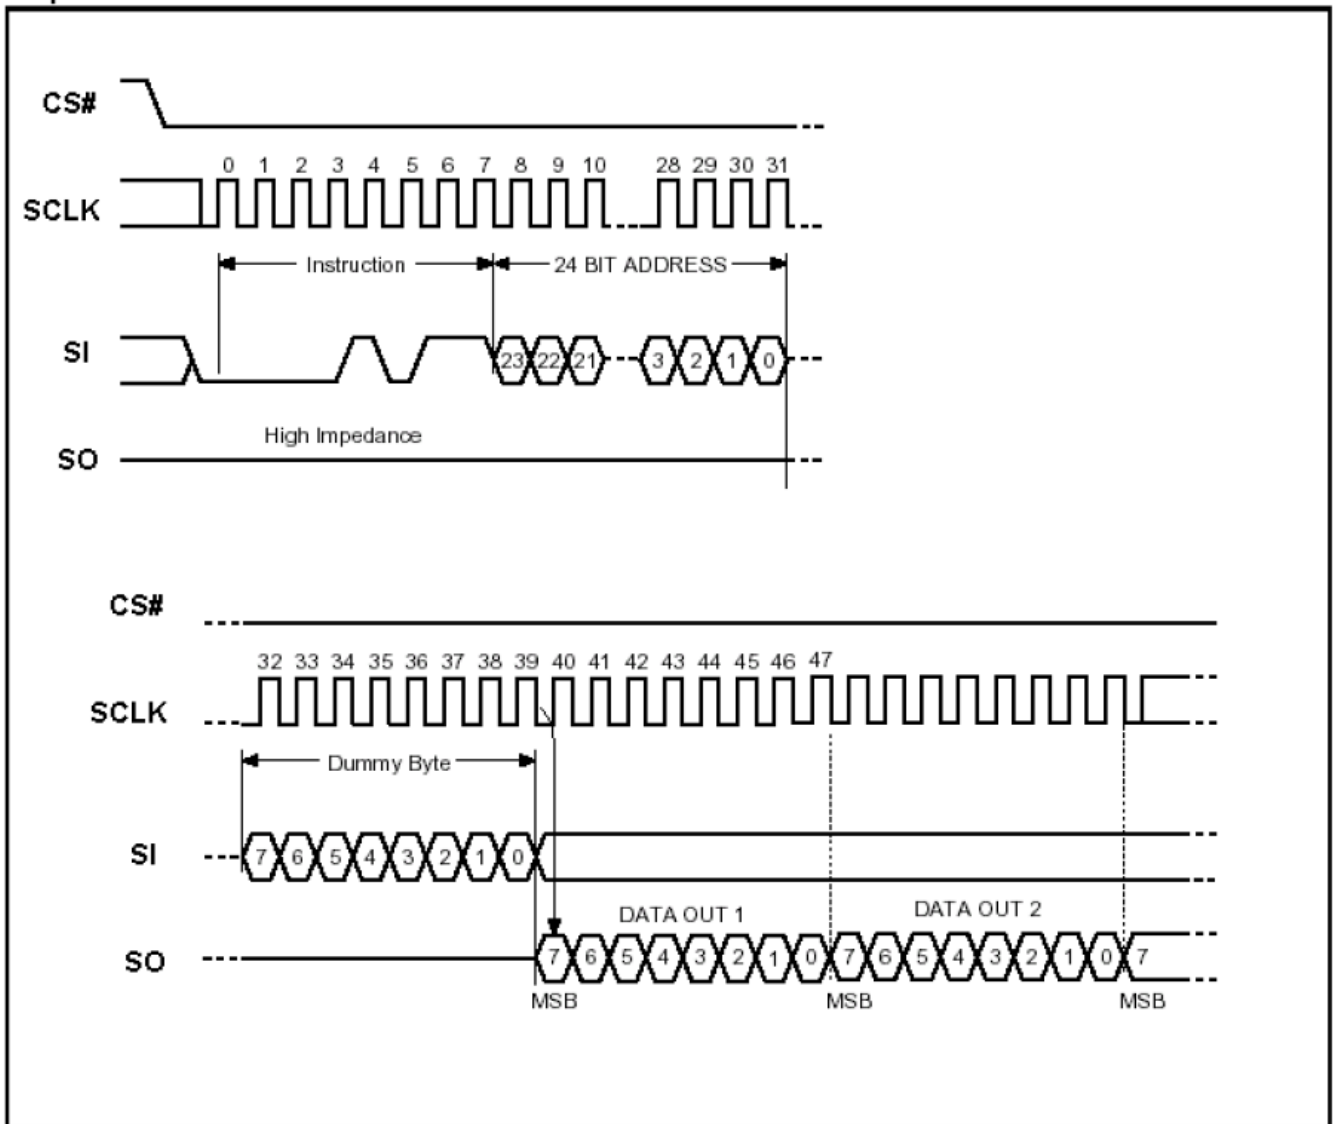 CS#
0 1 2 3 4 5 6 7 8 9 10 28 29 30 31
SCLK
Instruction 24 BIT ADDRESS
SI 23 22 21 3 2 1 0
High Impedance
SO
CS#
32 33 34 35 36 37 38 39 40 41 42 43 44 45 46 47
SCLK
Dummy Byte
SI 7 6 5 4 3 2 1 0
DATA OUT 1 DATA OUT 2
SO 7 6 5 4 3 2 1 0 7 6 5 4 3 2 1 0 7
MSB MSB MSB